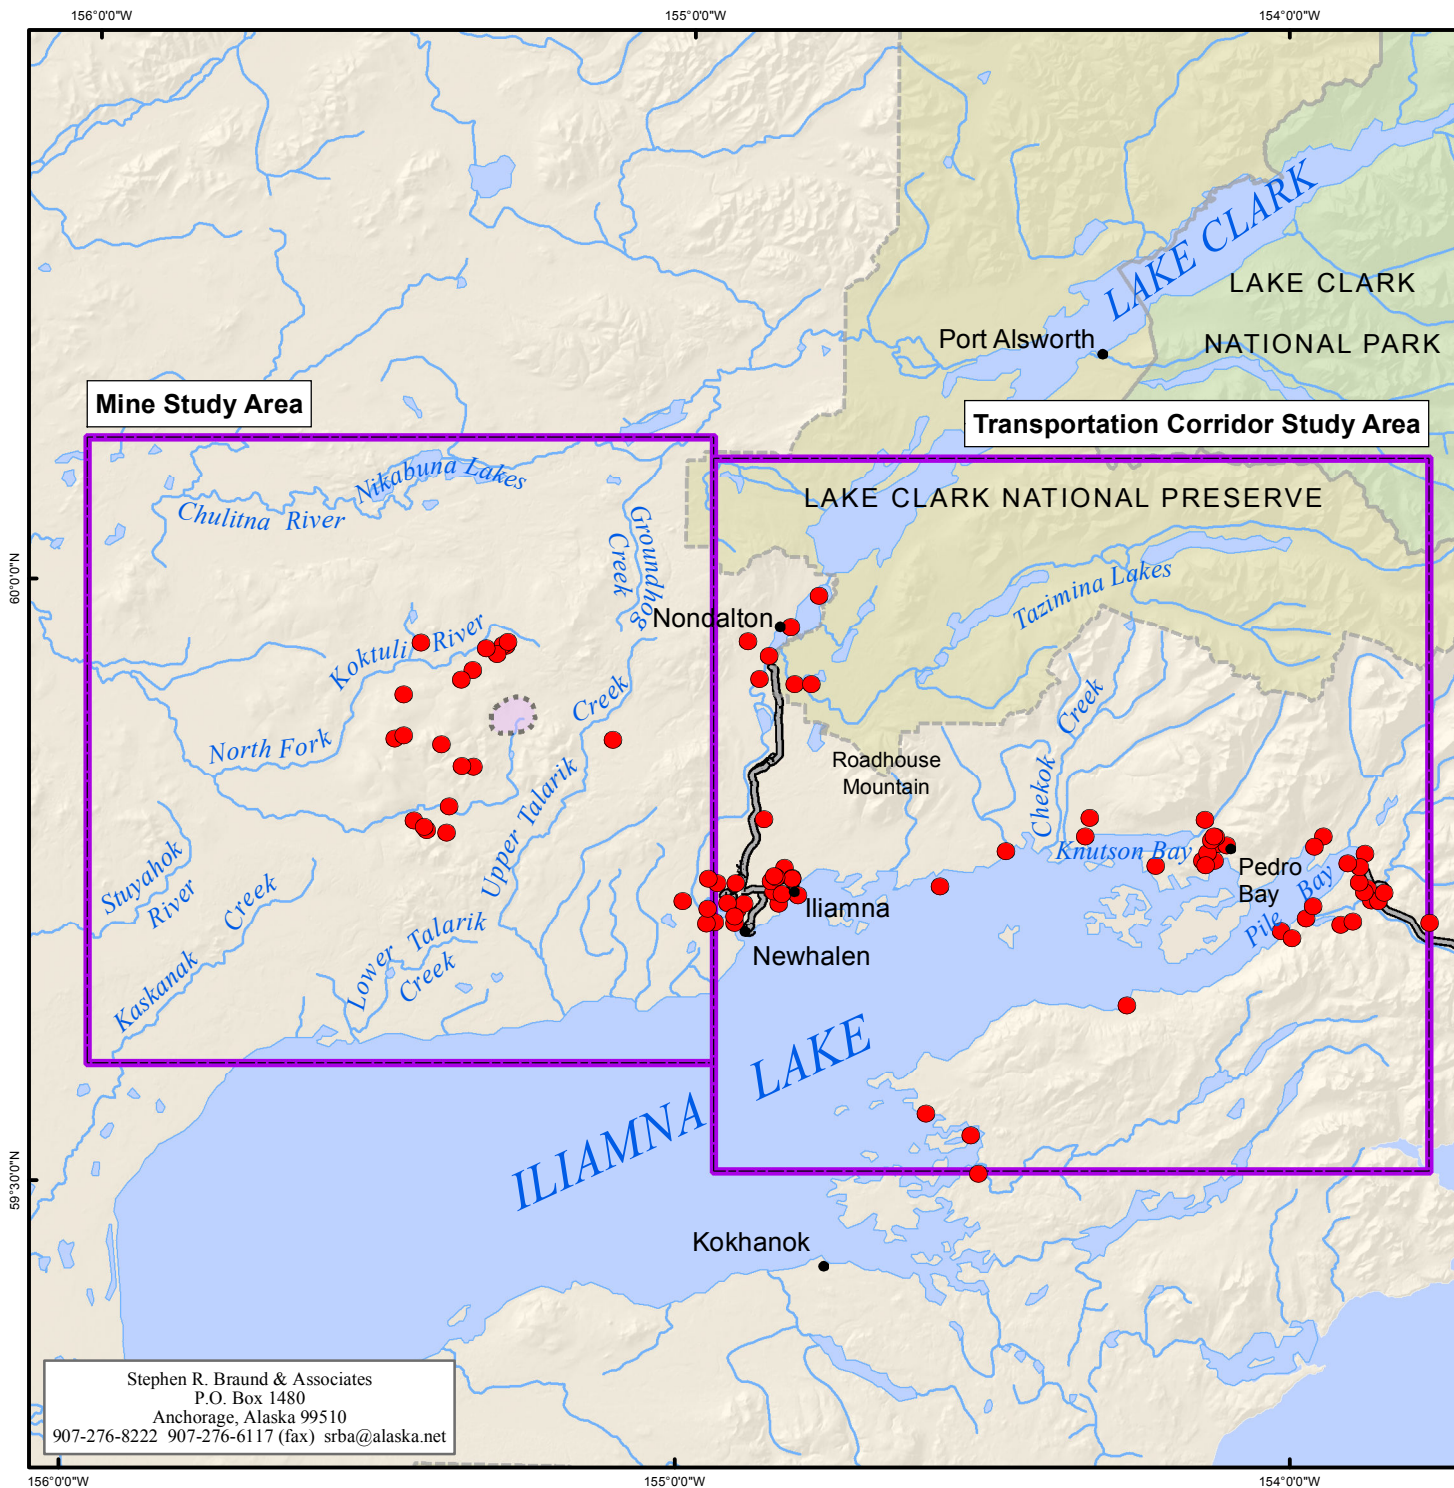 156°0'0"W
155°0'0"W
154°0'0"W
LAKE CLARK
LAKE CLARK
NATIONAL PARK
Port Alsworth
Mine Study Area
Transportation Corridor Study Area
Nikabuna Lakes
Chulitna River
LAKE CLARK NATIONAL PRESERVE
Groundhog
Creek
60°0'0"N
Tazimina Lakes
Nondalton
Koktuli River
Creek
Chekok
Creek
North Fork
Roadhouse
Mountain
Upper Talarik
Knutson Bay
Pedro
Bay
Stuyahok
River
Creek
Kaskanak
Lower Talarik
Creek
Iliamna
Newhalen
Pile Bay
ILIAMNA LAKE
59°30'0"N
Kokhanok
Stephen R. Braund & Associates
P.O. Box 1480
Anchorage, Alaska 99510
907-276-8222 907-276-6117 (fax) srba@alaska.net
156°0'0"W
155°0'0"W
154°0'0"W